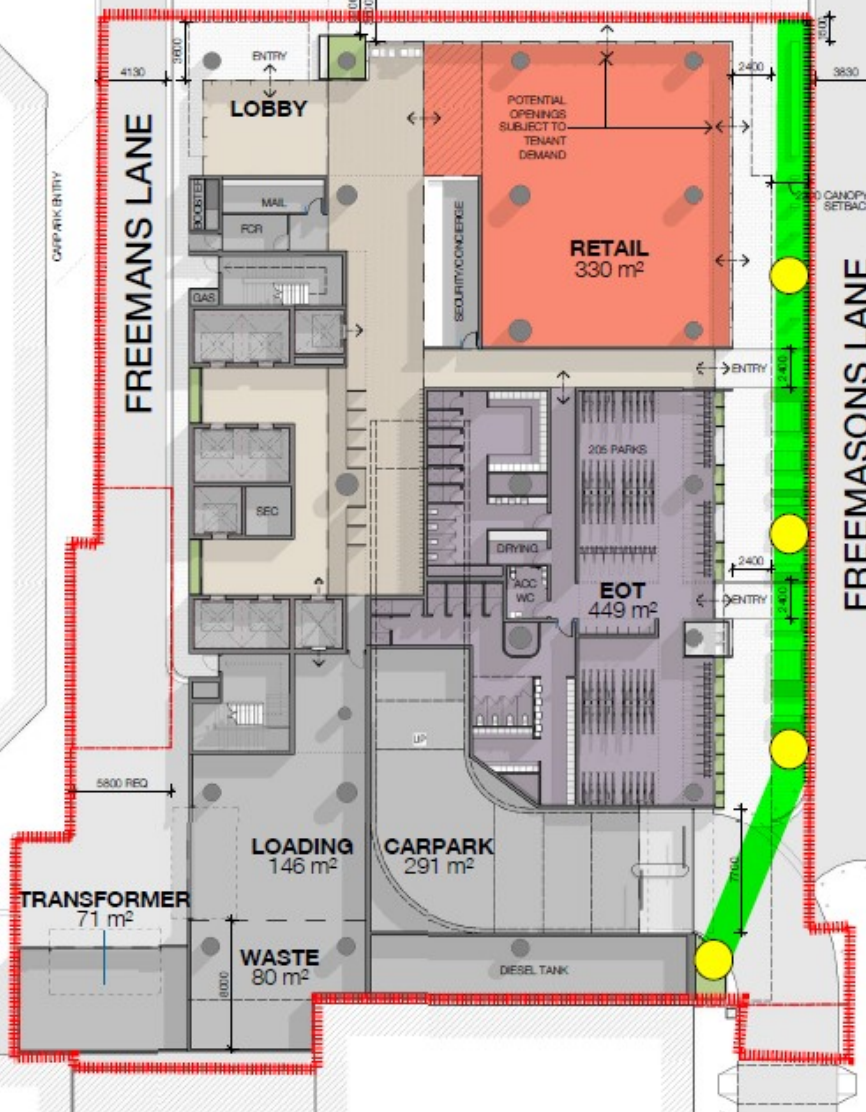 3600
ENTRY
4130
LOBBY
POTENTIAL
OPENINGS
SUBJECT TO
TENANT
DEMAND
2400
1500
3830
FREEMANS LANE
CARPARK ENTRY
BOOSTER
MAIL
FCR
SECURITY/CONCIERGE
CANOPY
SETBACK
RETAIL
330 m²
GAS
FREEMASONS LANE
ENTRY
2400
205 PARKS
SEC
DRYING
ACC
WC
EOT
449 m²
2400
ENTRY
2400
UP
5800 REQ
LOADING
146 m²
CARPARK
291 m²
7700
TRANSFORMER
71 m²
WASTE
80 m²
8000
DIESEL TANK